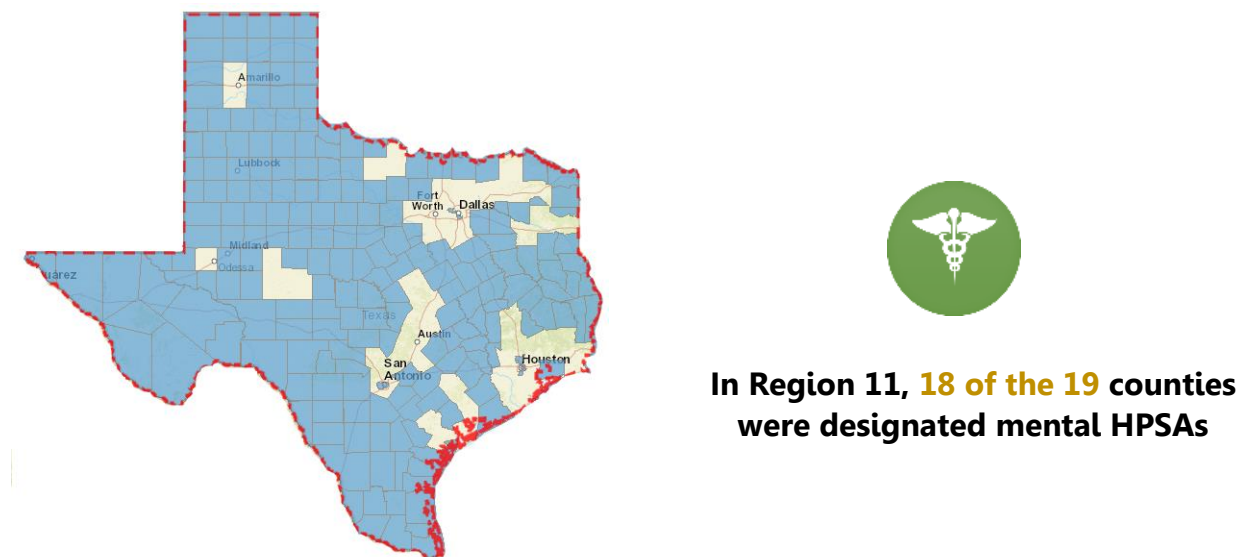 Amarillo
Lubbock
Fort
Worth
Dallas
Midland
Odessa
uárez
Texas
Austin
San
Antonio
Houston
In Region 11, 18 of the 19 counties
were designated mental HPSAs